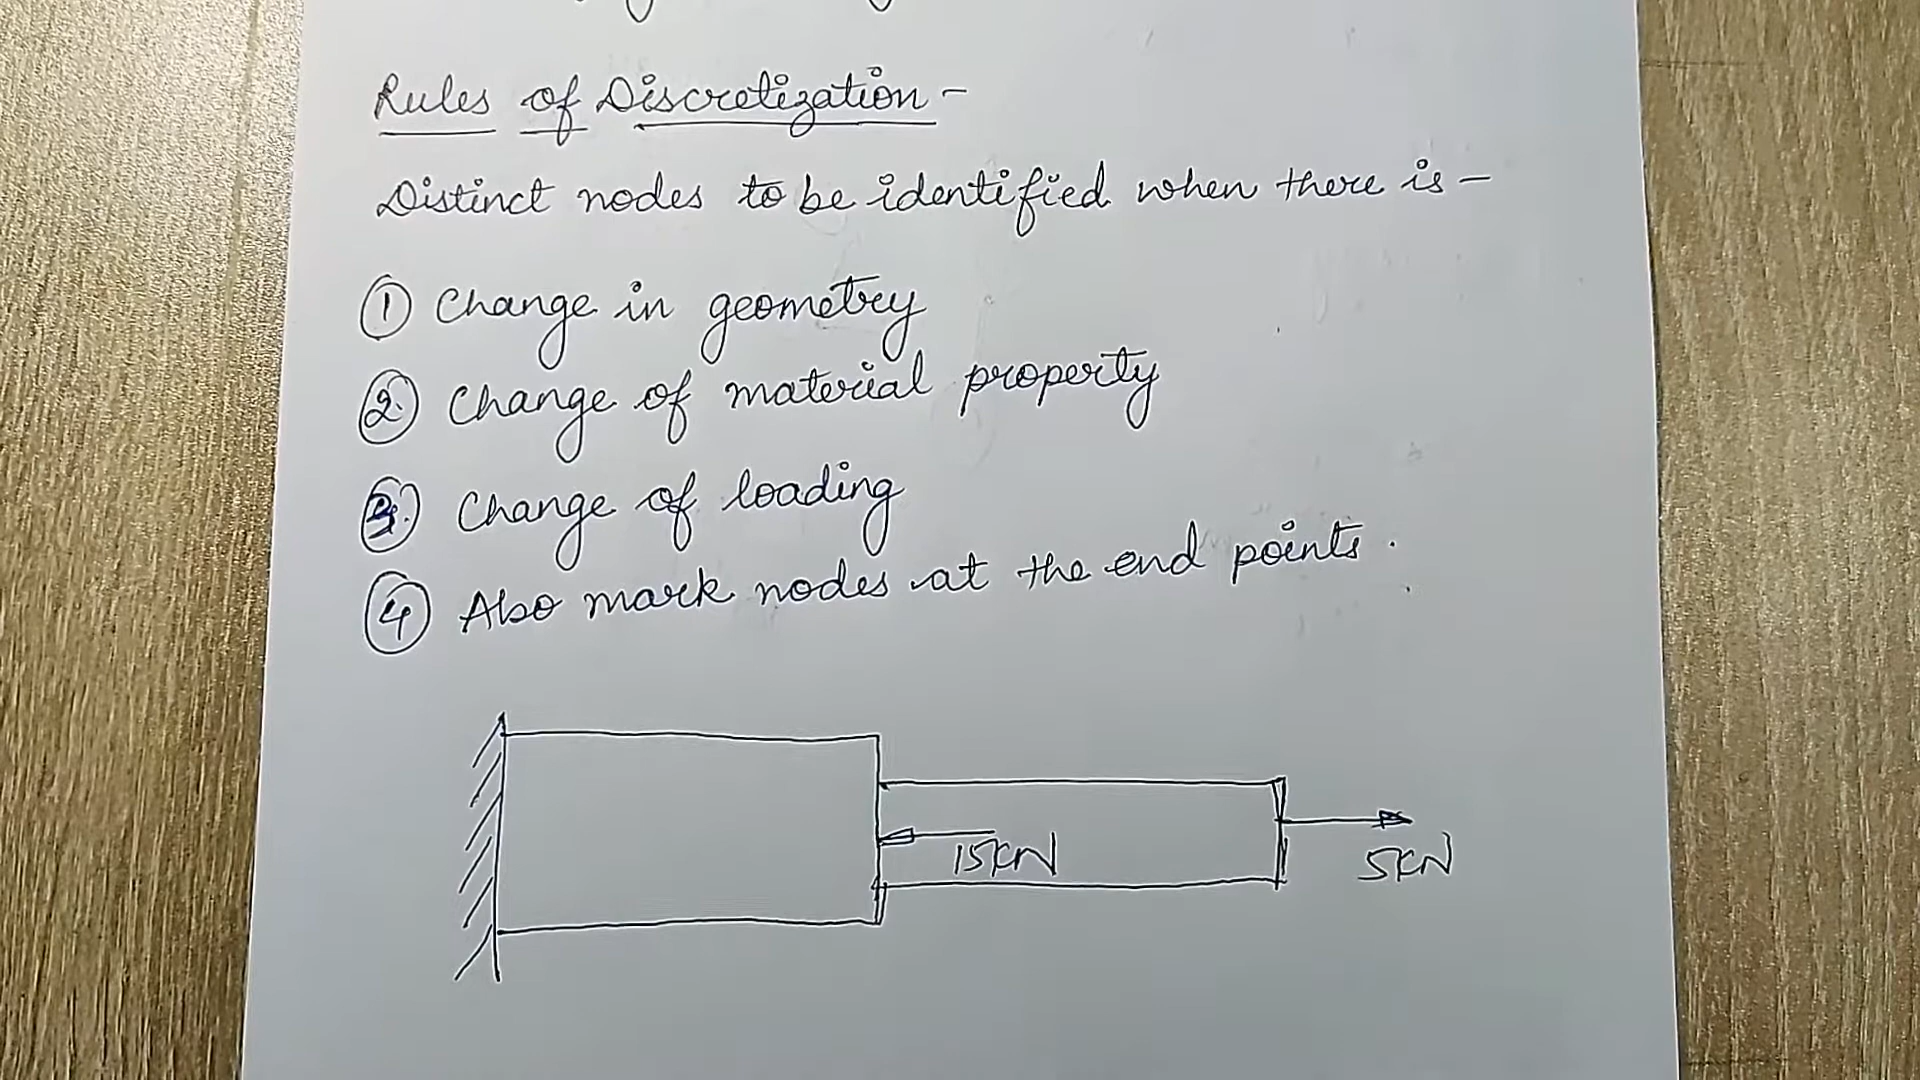 Rules of Discretization -
Distinct nodes to be identified when there is -
① Change in geometry
②. Change of material property
③. Change of loading
④ Also mark nodes at the end points.
15KN
5KN